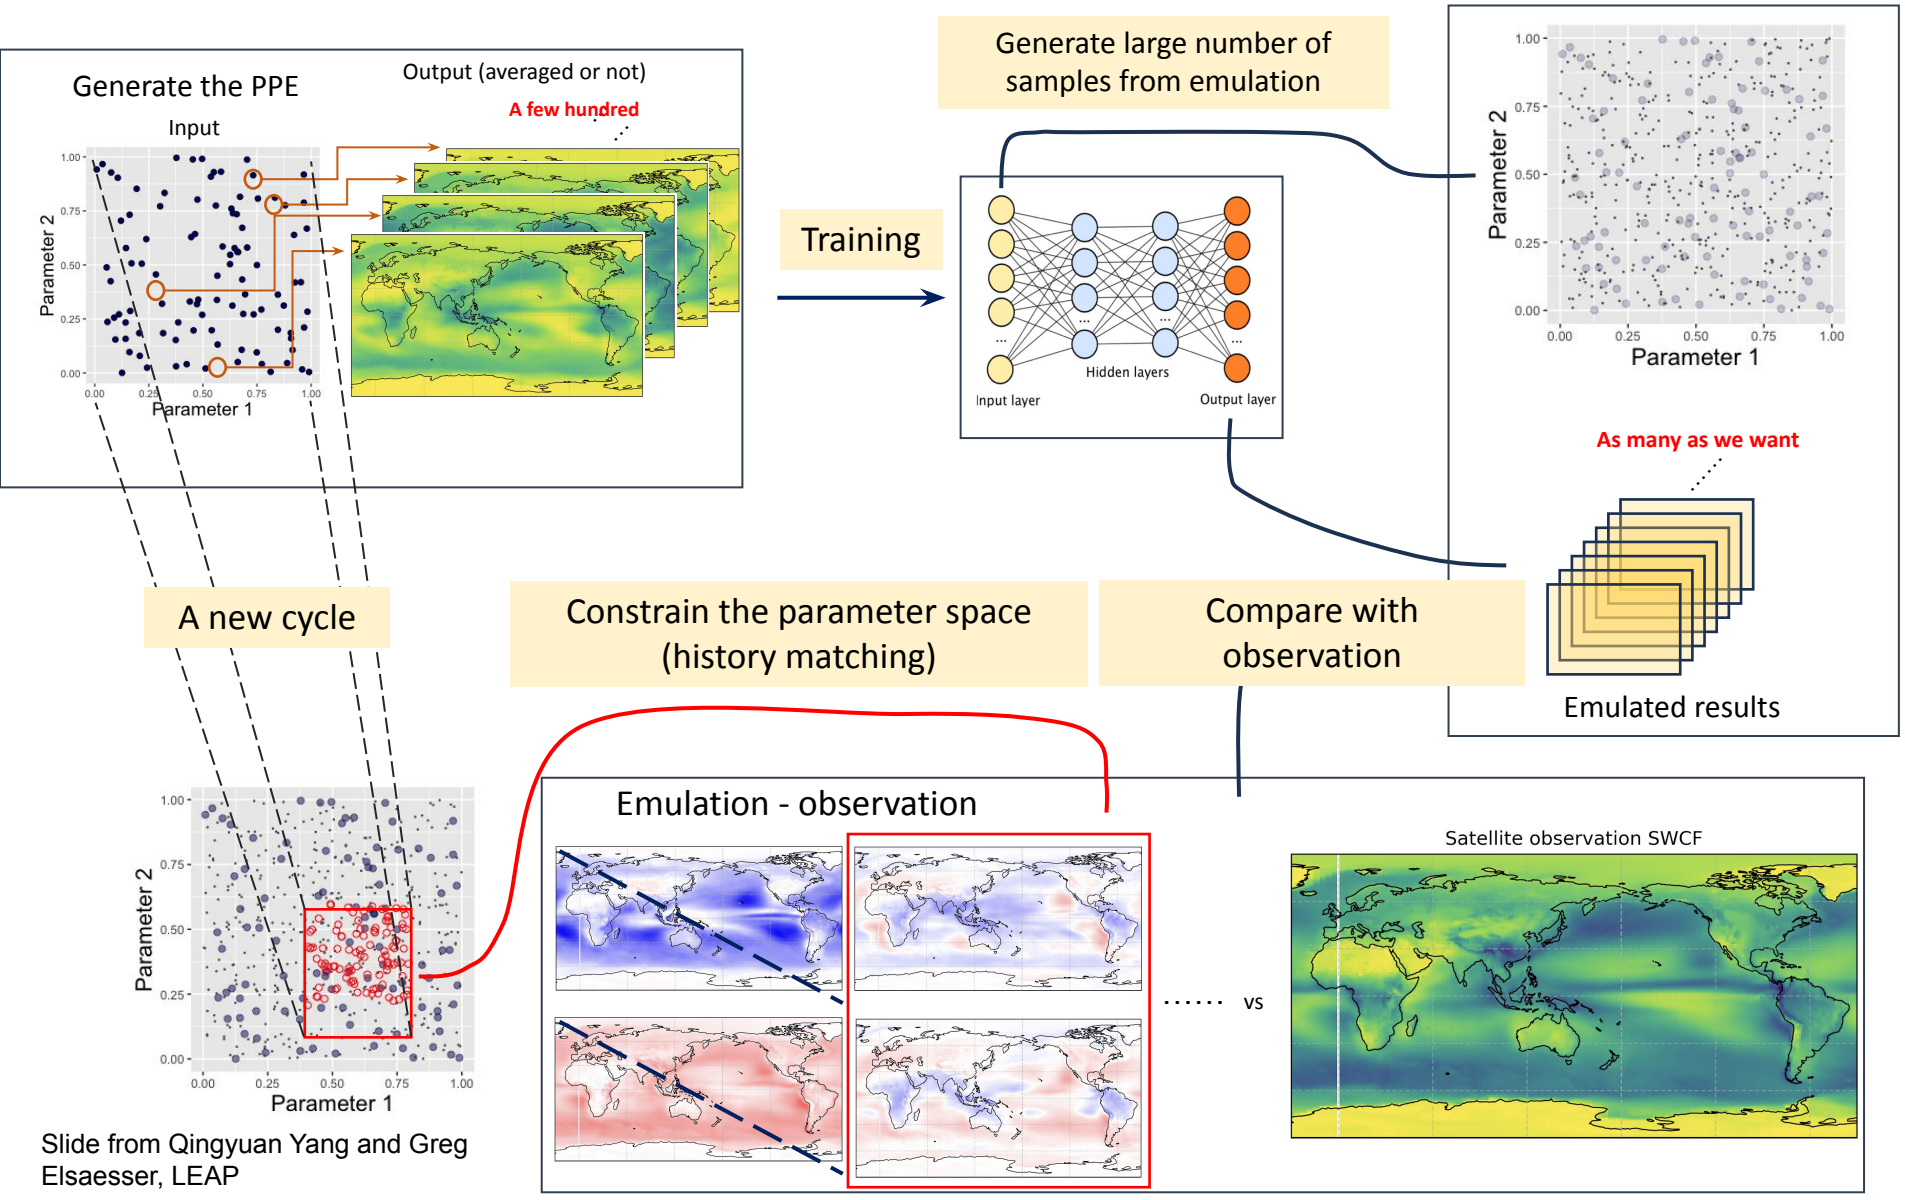 Generate the PPE
Output (averaged or not)
A few hundred
Input
1.00
0.75
0.50
0.25
0.00
Parameter 2
0.00 0.25 0.50 0.75 1.00
Parameter 1
Training
Generate large number of
samples from emulation
...
...
...
...
Hidden layers
Input layer
Output layer
1.00
0.75
0.50
0.25
0.00
Parameter 2
0.00 0.25 0.50 0.75 1.00
Parameter 1
As many as we want
Emulated results
A new cycle
Constrain the parameter space
(history matching)
Compare with
observation
1.00
0.75
0.50
0.25
0.00
Parameter 2
0.00 0.25 0.50 0.75 1.00
Parameter 1
Emulation - observation
...... vs
Satellite observation SWCF
Slide from Qingyuan Yang and Greg
Elsaesser, LEAP